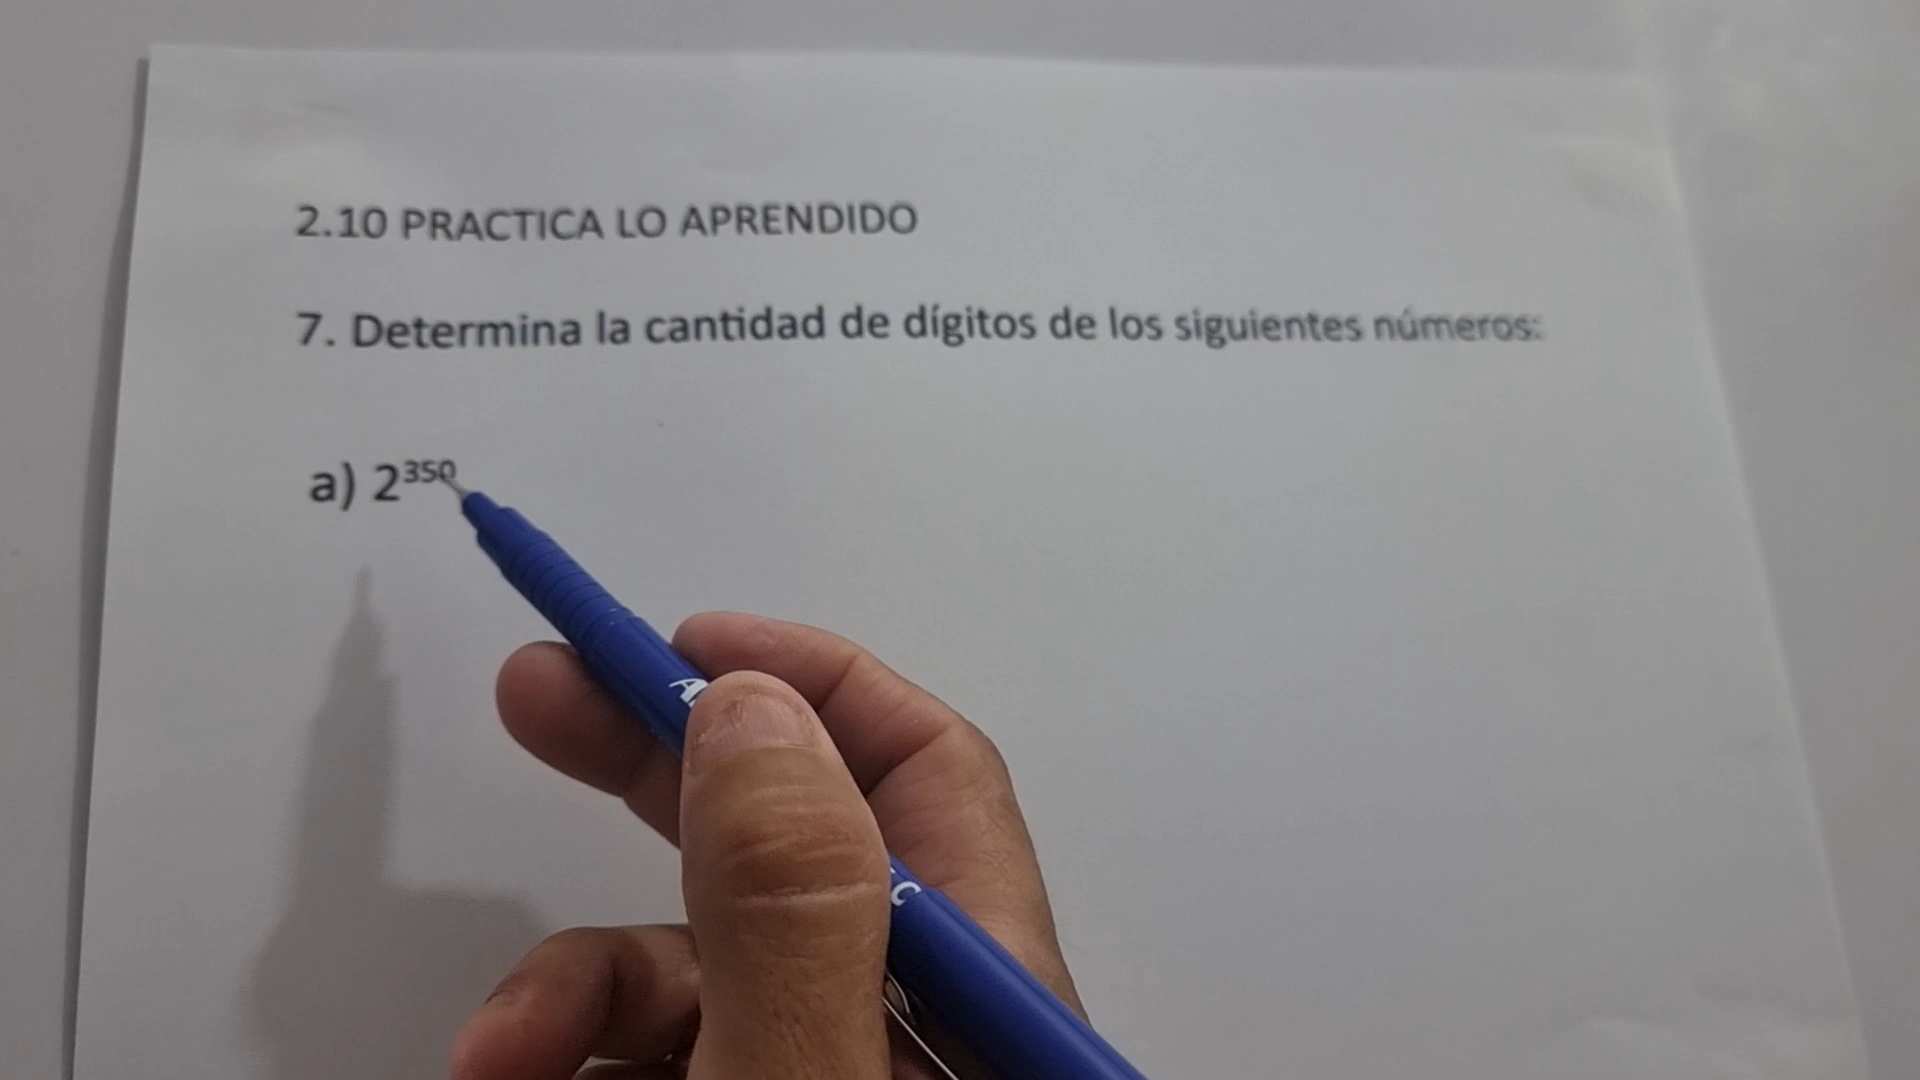 2.10 PRACTICA LO APRENDIDO
7. Determina la cantidad de dígitos de los siguientes números:
a) 2³⁵⁰